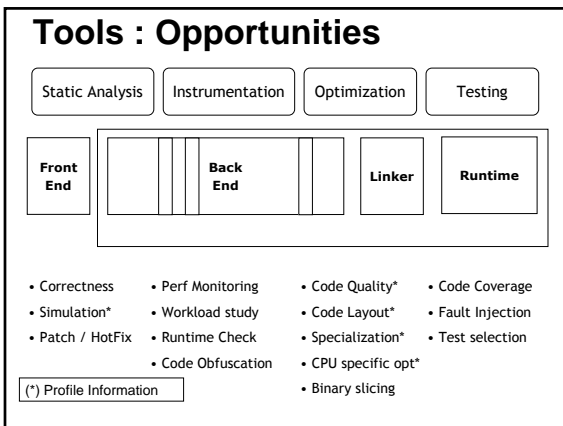 Tools : Opportunities
Static Analysis
Instrumentation
Optimization
Testing
Front
End
Back
End
Linker
Runtime
• Correctness
• Simulation*
• Patch / HotFix
• Perf Monitoring
• Workload study
• Runtime Check
• Code Obfuscation
• Code Quality*
• Code Layout*
• Specialization*
• CPU specific opt*
• Binary slicing
• Code Coverage
• Fault Injection
• Test selection
(*) Profile Information